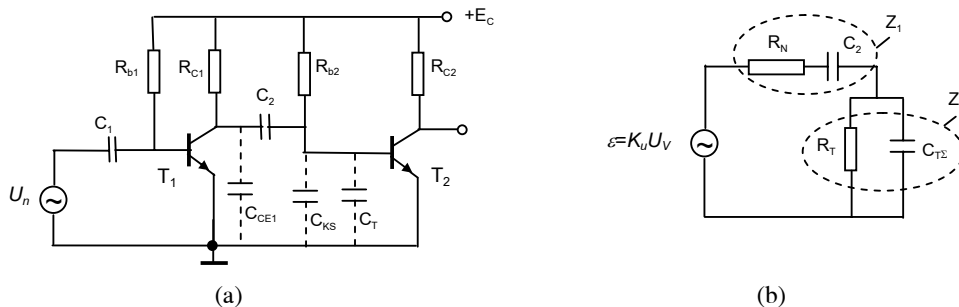 +E_C
R_b1
R_C1
R_b2
R_C2
C_1
C_2
T_1
T_2
U_n
C_CE1
C_KS
C_T
(a)
Z_1
R_N
C_2
Z
ε=K_uU_V
R_T
C_TΣ
(b)